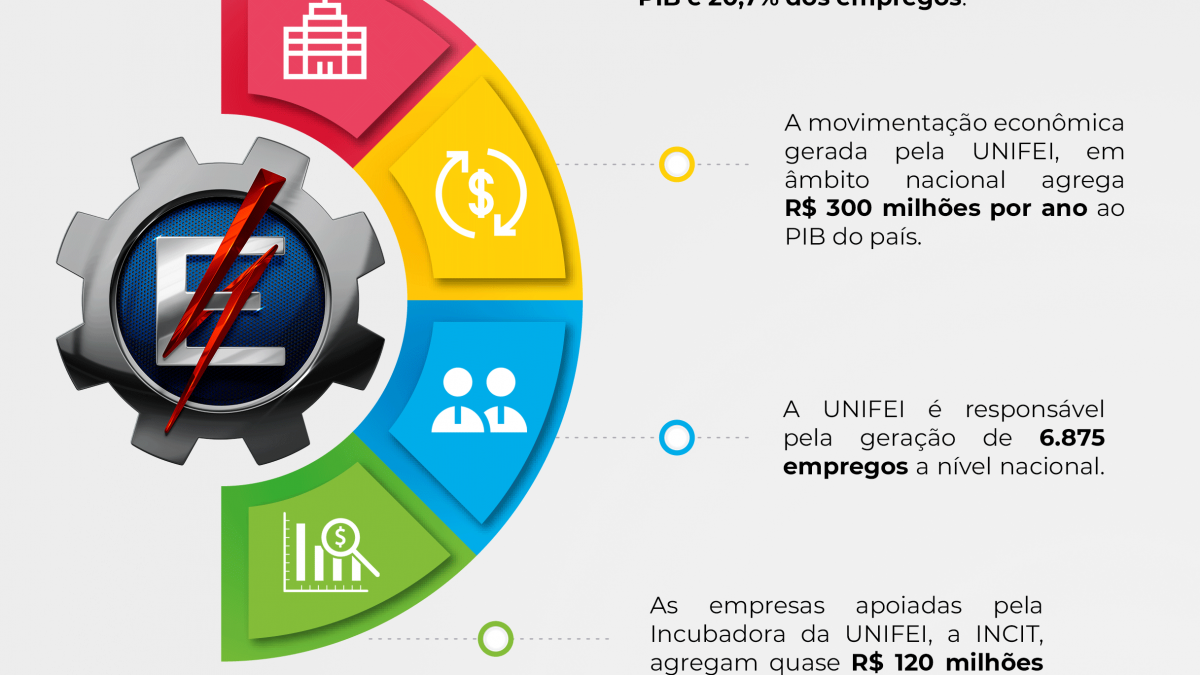 PIB e 20,7% dos empregos.
A movimentação econômica
gerada pela UNIFEI, em
âmbito nacional agrega
R$ 300 milhões por ano ao
PIB do país.
A UNIFEI é responsável
pela geração de 6.875
empregos a nível nacional.
As empresas apoiadas pela
Incubadora da UNIFEI, a INCIT,
agregam quase R$ 120 milhões
$
E
$